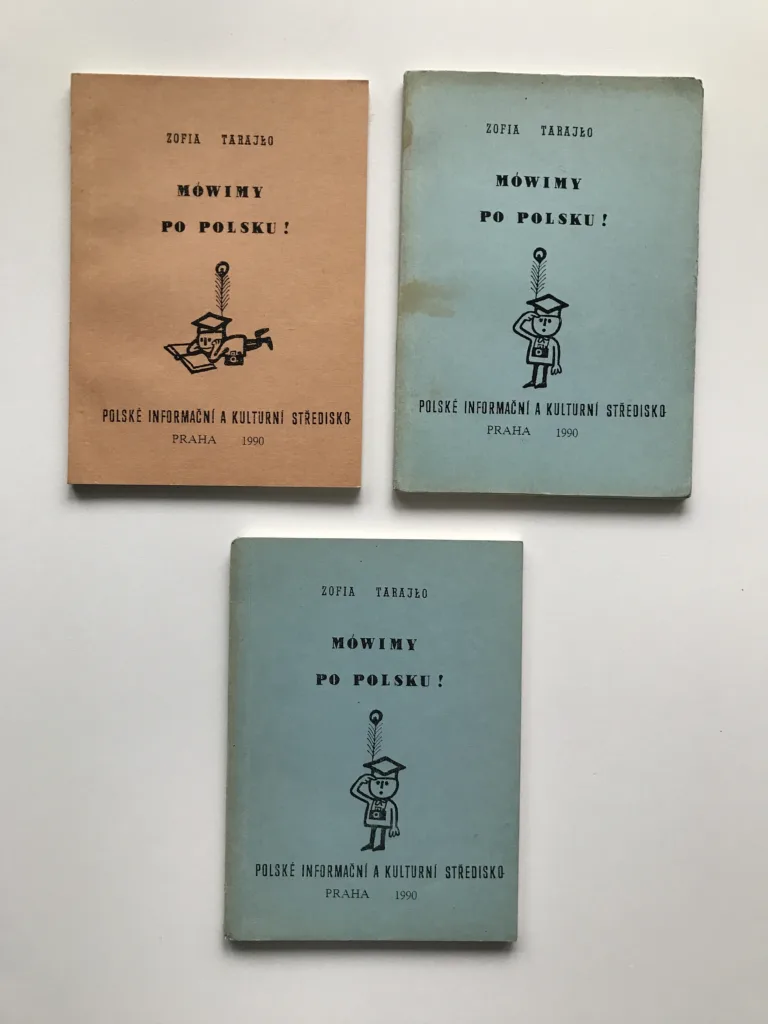 ZOFIA TARAJŁO
MÓWIMY
PO POLSKU!
POLSKÉ INFORMAČNÍ A KULTURNÍ STŘEDISKO
PRAHA 1990
ZOFIA TARAJŁO
MÓWIMY
PO POLSKU!
POLSKÉ INFORMAČNÍ A KULTURNÍ STŘEDISKO
PRAHA 1990
ZOFIA TARAJŁO
MÓWIMY
PO POLSKU!
POLSKÉ INFORMAČNÍ A KULTURNÍ STŘEDISKO
PRAHA 1990